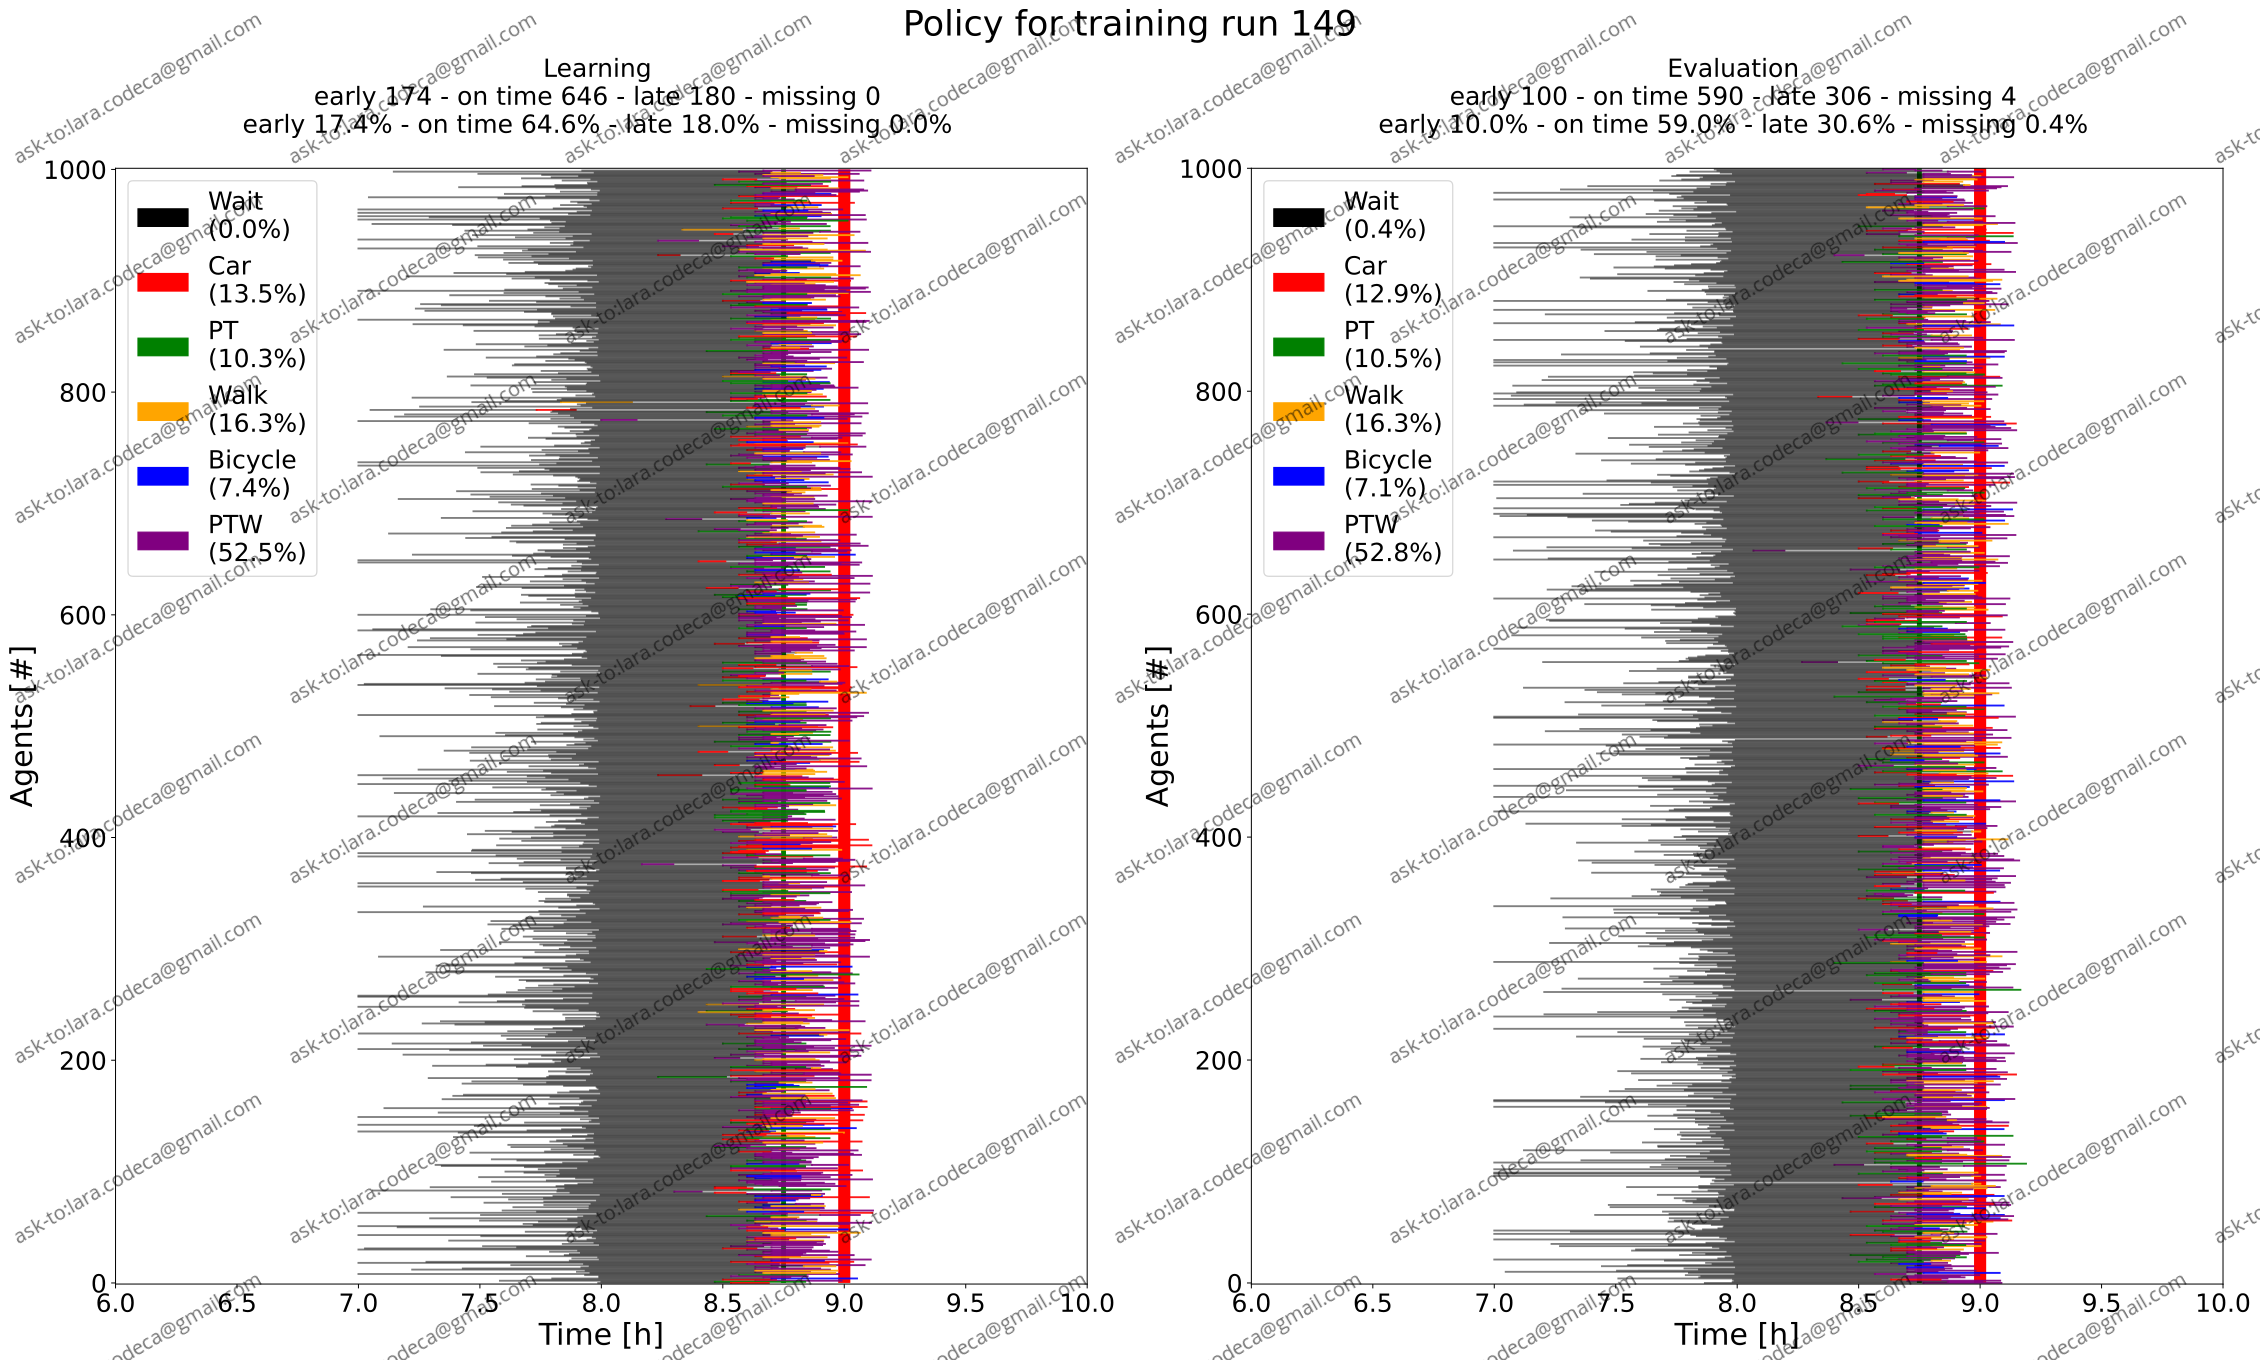 Policy for training run 149
Learning
early 174 - on time 646 - late 180 - missing 0
early 17.4% - on time 64.6% - late 18.0% - missing 0.0%
1000
800
600
400
200
0
Agents [#]
Wait
(0.0%)
Car
(13.5%)
PT
(10.3%)
Walk
(16.3%)
Bicycle
(7.4%)
PTW
(52.5%)
6.0 6.5 7.0 7.5 8.0 8.5 9.0 9.5 10.0
Time [h]
Evaluation
early 100 - on time 590 - late 306 - missing 4
early 10.0% - on time 59.0% - late 30.6% - missing 0.4%
1000
800
600
400
200
0
Agents [#]
Wait
(0.4%)
Car
(12.9%)
PT
(10.5%)
Walk
(16.3%)
Bicycle
(7.1%)
PTW
(52.8%)
6.0 6.5 7.0 7.5 8.0 8.5 9.0 9.5 10.0
Time [h]
ask-to:lara.codeca@gmail.com